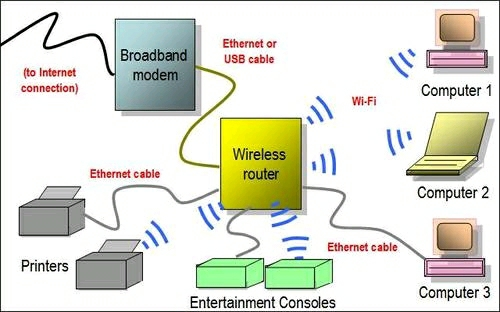 Broadband
modem
Ethernet or
USB cable
(to Internet
connection)
Wi-Fi
Computer 1
Wireless
router
Ethernet cable
Computer 2
Printers
Ethernet cable
Entertainment Consoles
Computer 3